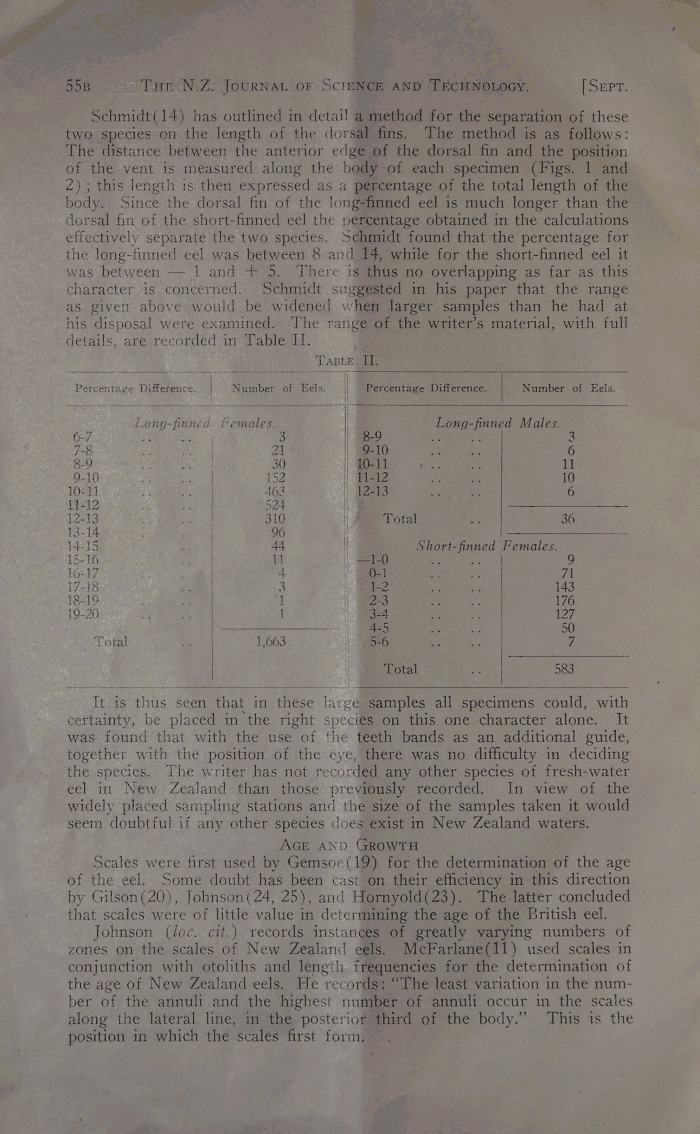 55B THE N.Z. JOURNAL OF SCIENCE AND TECHNOLOGY. [SEPT.
Schmidt(14) has outlined in detail a method for the separation of these
two species on the length of the dorsal fins. The method is as follows:
The distance between the anterior edge of the dorsal fin and the position
of the vent is measured along the body of each specimen (Figs. 1 and
2) ; this length is then expressed as a percentage of the total length of the
body. Since the dorsal fin of the long-finned eel is much longer than the
dorsal fin of the short-finned eel the percentage obtained in the calculations
effectively separate the two species. Schmidt found that the percentage for
the long-finned eel was between 8 and 14, while for the short-finned eel it
was between — 1 and + 5. There is thus no overlapping as far as this
character is concerned. Schmidt suggested in his paper that the range
as given above would be widened when larger samples than he had at
his disposal were examined. The range of the writer's material, with full
details, are recorded in Table II.
TABLE II.
Percentage Difference. Number of Eels. Percentage Difference. Number of Eels.
Long-finned Females. Long-finned Males.
6-7 .. .. 3 8-9 .. .. 3
7-8 .. .. 21 9-10 .. .. 6
8-9 .. .. 30 10-11 .. .. 11
9-10 .. .. 152 11-12 .. .. 10
10-11 .. .. 463 12-13 .. .. 6
11-12 .. .. 524
12-13 .. .. 310 Total .. 36
13-14 .. .. 96
14-15 .. .. 44 Short-finned Females.
15-16 .. .. 11 —1-0 .. .. 9
16-17 .. .. 4 0-1 .. .. 71
17-18 .. .. 3 1-2 .. .. 143
18-19 .. .. 1 2-3 .. .. 176
19-20 .. .. 1 3-4 .. .. 127
4-5 .. .. 50
Total .. 1,663 5-6 .. .. 7
Total .. 583
It is thus seen that in these large samples all specimens could, with
certainty, be placed in the right species on this one character alone. It
was found that with the use of the teeth bands as an additional guide,
together with the position of the eye, there was no difficulty in deciding
the species. The writer has not recorded any other species of fresh-water
eel in New Zealand than those previously recorded. In view of the
widely placed sampling stations and the size of the samples taken it would
seem doubtful if any other species does exist in New Zealand waters.
AGE AND GROWTH
Scales were first used by Gemsoe(19) for the determination of the age
of the eel. Some doubt has been cast on their efficiency in this direction
by Gilson(20), Johnson(24, 25), and Hornyold(23). The latter concluded
that scales were of little value in determining the age of the British eel.
Johnson (loc. cit.) records instances of greatly varying numbers of
zones on the scales of New Zealand eels. McFarlane(11) used scales in
conjunction with otoliths and length frequencies for the determination of
the age of New Zealand eels. He records: “The least variation in the num-
ber of the annuli and the highest number of annuli occur in the scales
along the lateral line, in the posterior third of the body.” This is the
position in which the scales first form.